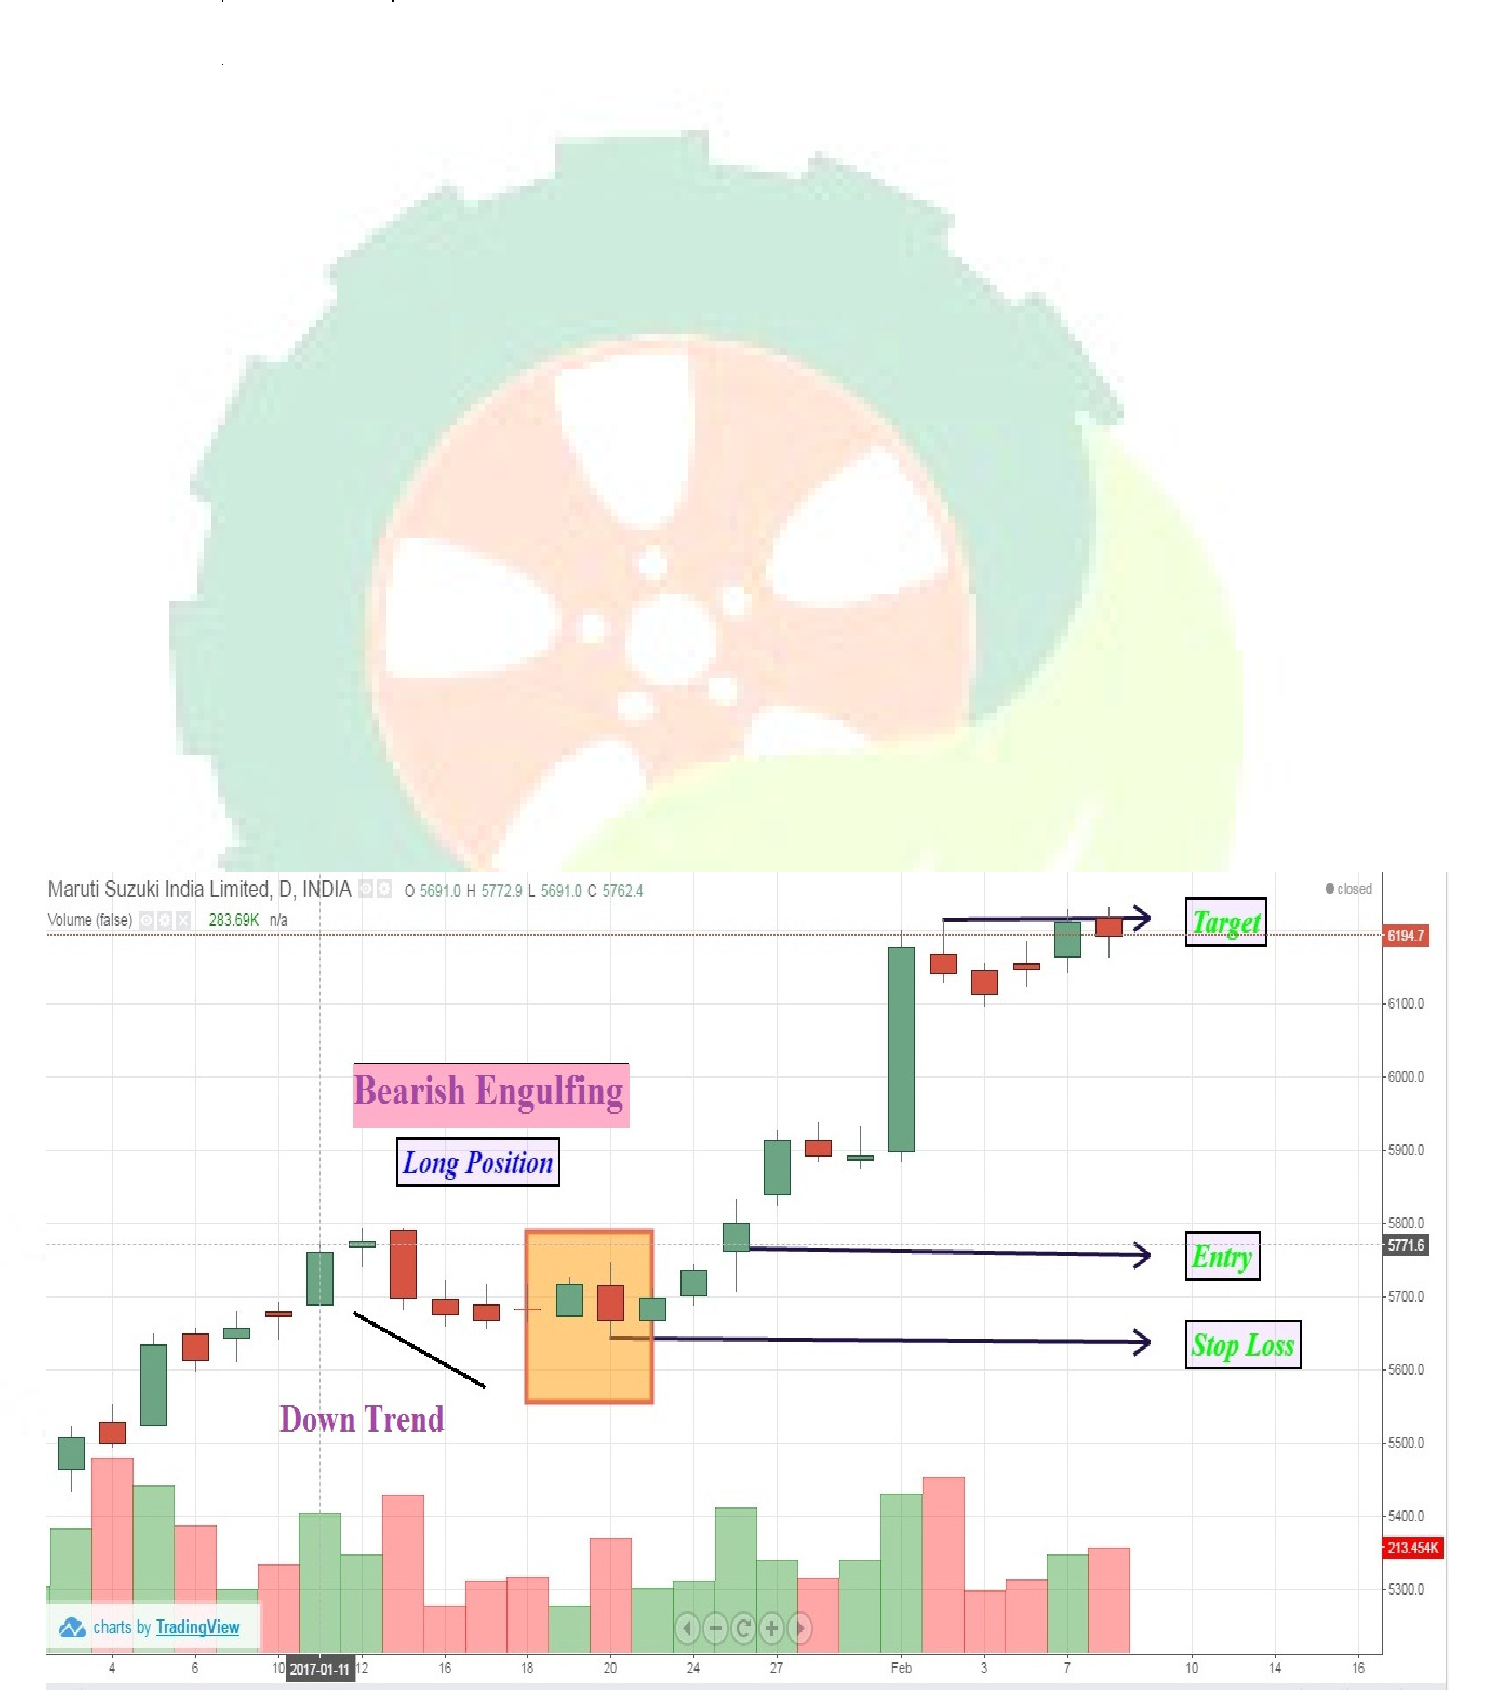 Maruti Suzuki India Limited, D, INDIA O 5691.0 H 5772.9 L 5691.0 C 5762.4
closed
Volume (false) 283.69K n/a
Target
6194.7
6100.0
6000.0
Bearish Engulfing
5900.0
Long Position
5800.0
5771.6
Entry
5700.0
Stop Loss
5600.0
Down Trend
5500.0
5400.0
213.454K
5300.0
charts by TradingView
4 6 10 2017-01-11 12 16 18 20 24 27 Feb 3 7 10 14 16